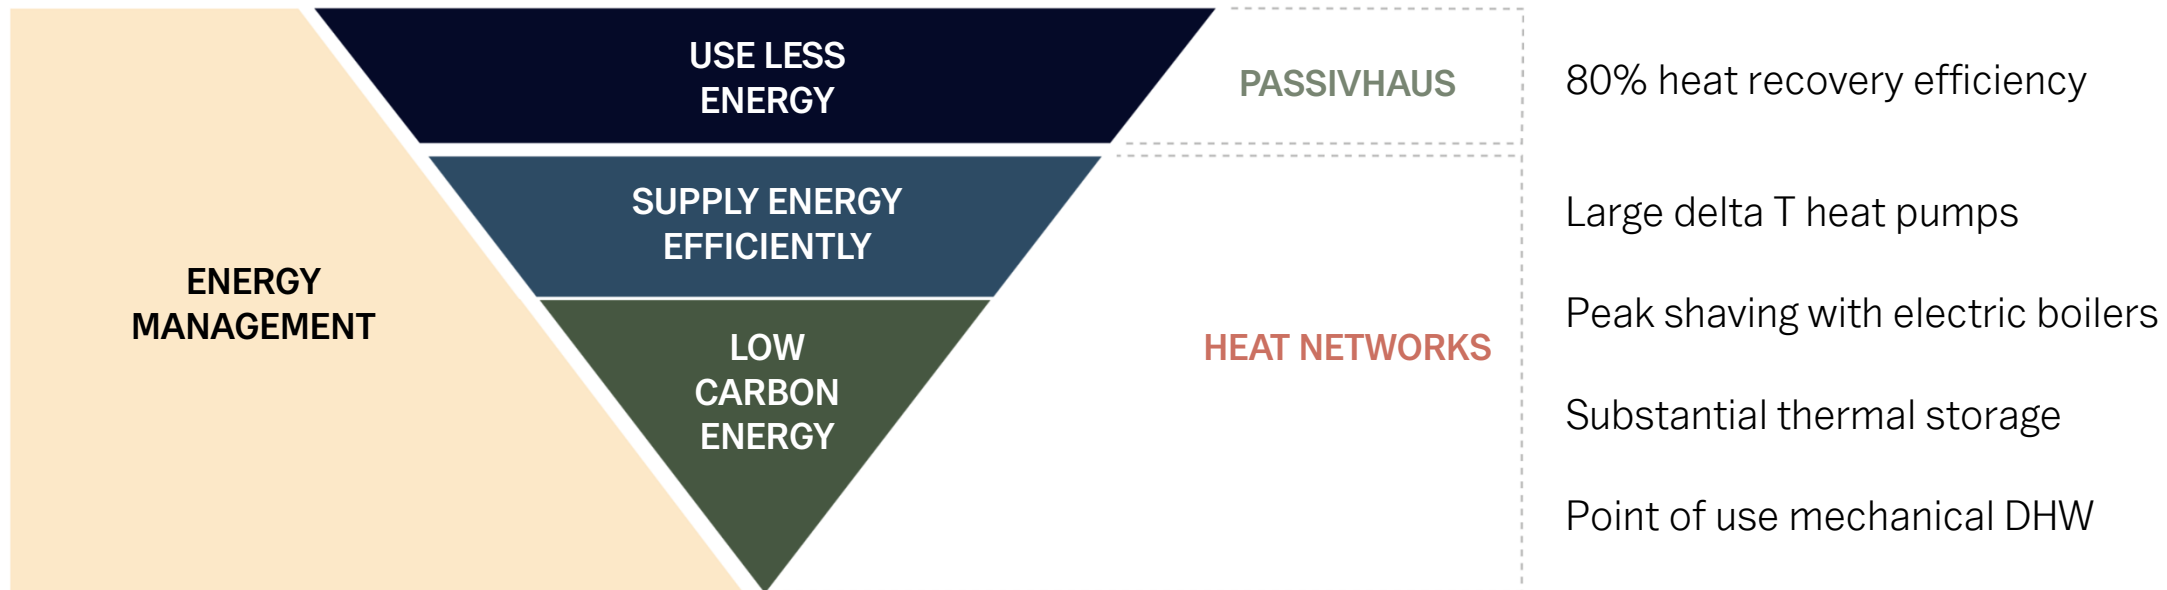 ENERGY
MANAGEMENT
USE LESS
ENERGY
SUPPLY ENERGY
EFFICIENTLY
LOW
CARBON
ENERGY
PASSIVHAUS
HEAT NETWORKS
80% heat recovery efficiency
Large delta T heat pumps
Peak shaving with electric boilers
Substantial thermal storage
Point of use mechanical DHW